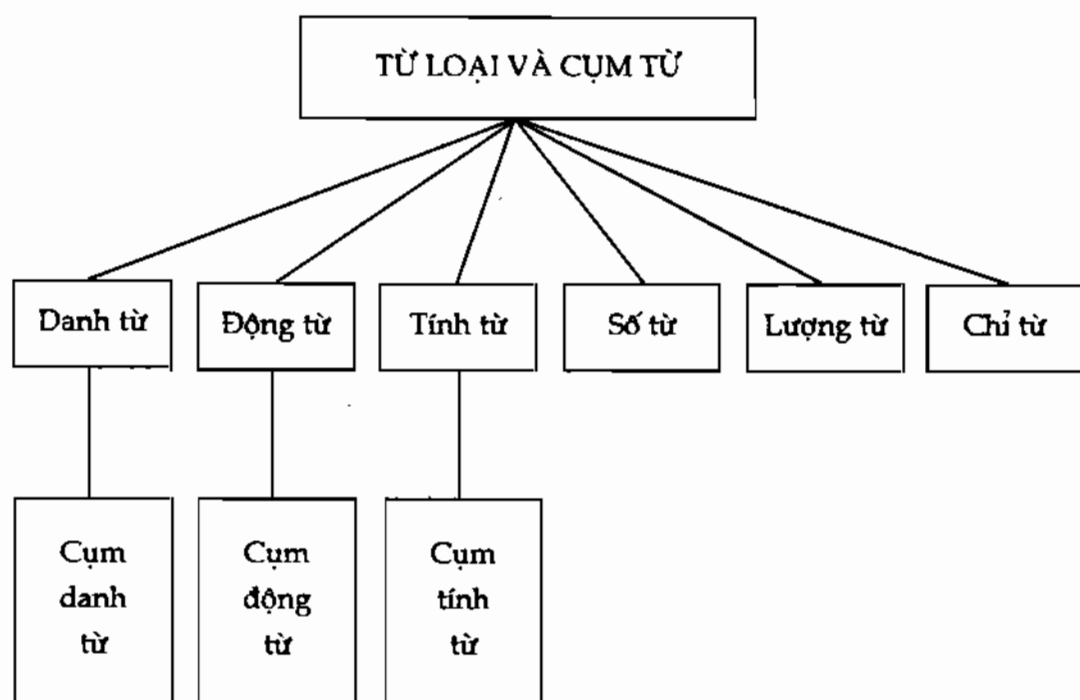 TỪ LOẠI VÀ CỤM TỪ
Danh từ
Động từ
Tính từ
Số từ
Lượng từ
Chỉ từ
Cụm
danh
từ
Cụm
động
từ
Cụm
tính
từ